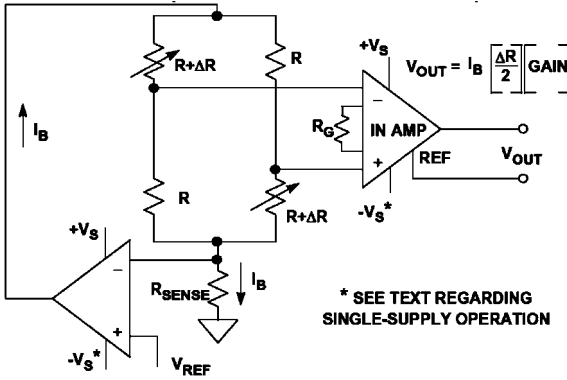 R+ΔR
R
+VS
VOUT = IB [ΔR/2] [GAIN
IB
−
RG
IN AMP
+
REF
VOUT
-VS*
R
R+ΔR
+VS
−
RSENSE
IB
+
-VS*
VREF
* SEE TEXT REGARDING
SINGLE-SUPPLY OPERATION